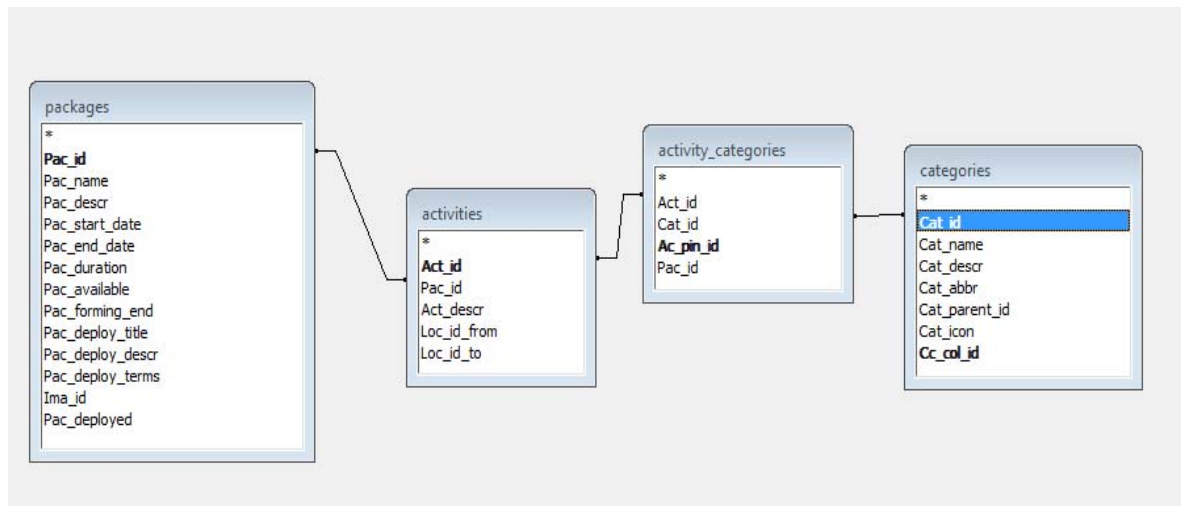 packages
*
Pac_id
Pac_name
Pac_descr
Pac_start_date
Pac_end_date
Pac_duration
Pac_available
Pac_forming_end
Pac_deploy_title
Pac_deploy_descr
Pac_deploy_terms
Ima_id
Pac_deployed
activities
*
Act_id
Pac_id
Act_descr
Loc_id_from
Loc_id_to
activity_categories
*
Act_id
Cat_id
Ac_pin_id
Pac_id
categories
*
Cat_id
Cat_name
Cat_descr
Cat_abbr
Cat_parent_id
Cat_icon
Cc_col_id